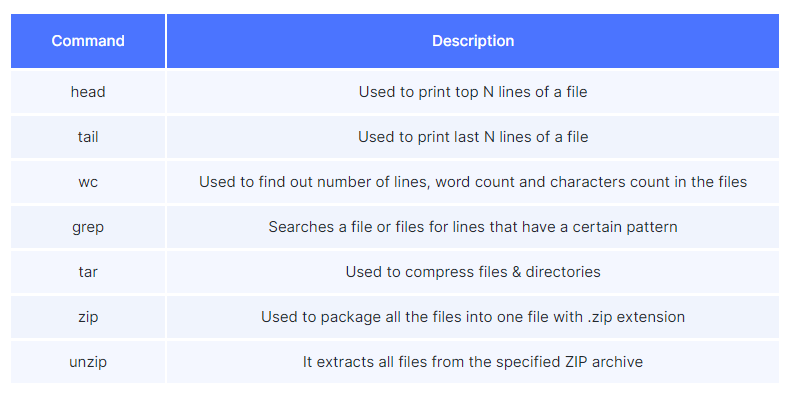 Command Description
head Used to print top N lines of a file
tail Used to print last N lines of a file
wc Used to find out number of lines, word count and characters count in the files
grep Searches a file or files for lines that have a certain pattern
tar Used to compress files & directories
zip Used to package all the files into one file with .zip extension
unzip It extracts all files from the specified ZIP archive